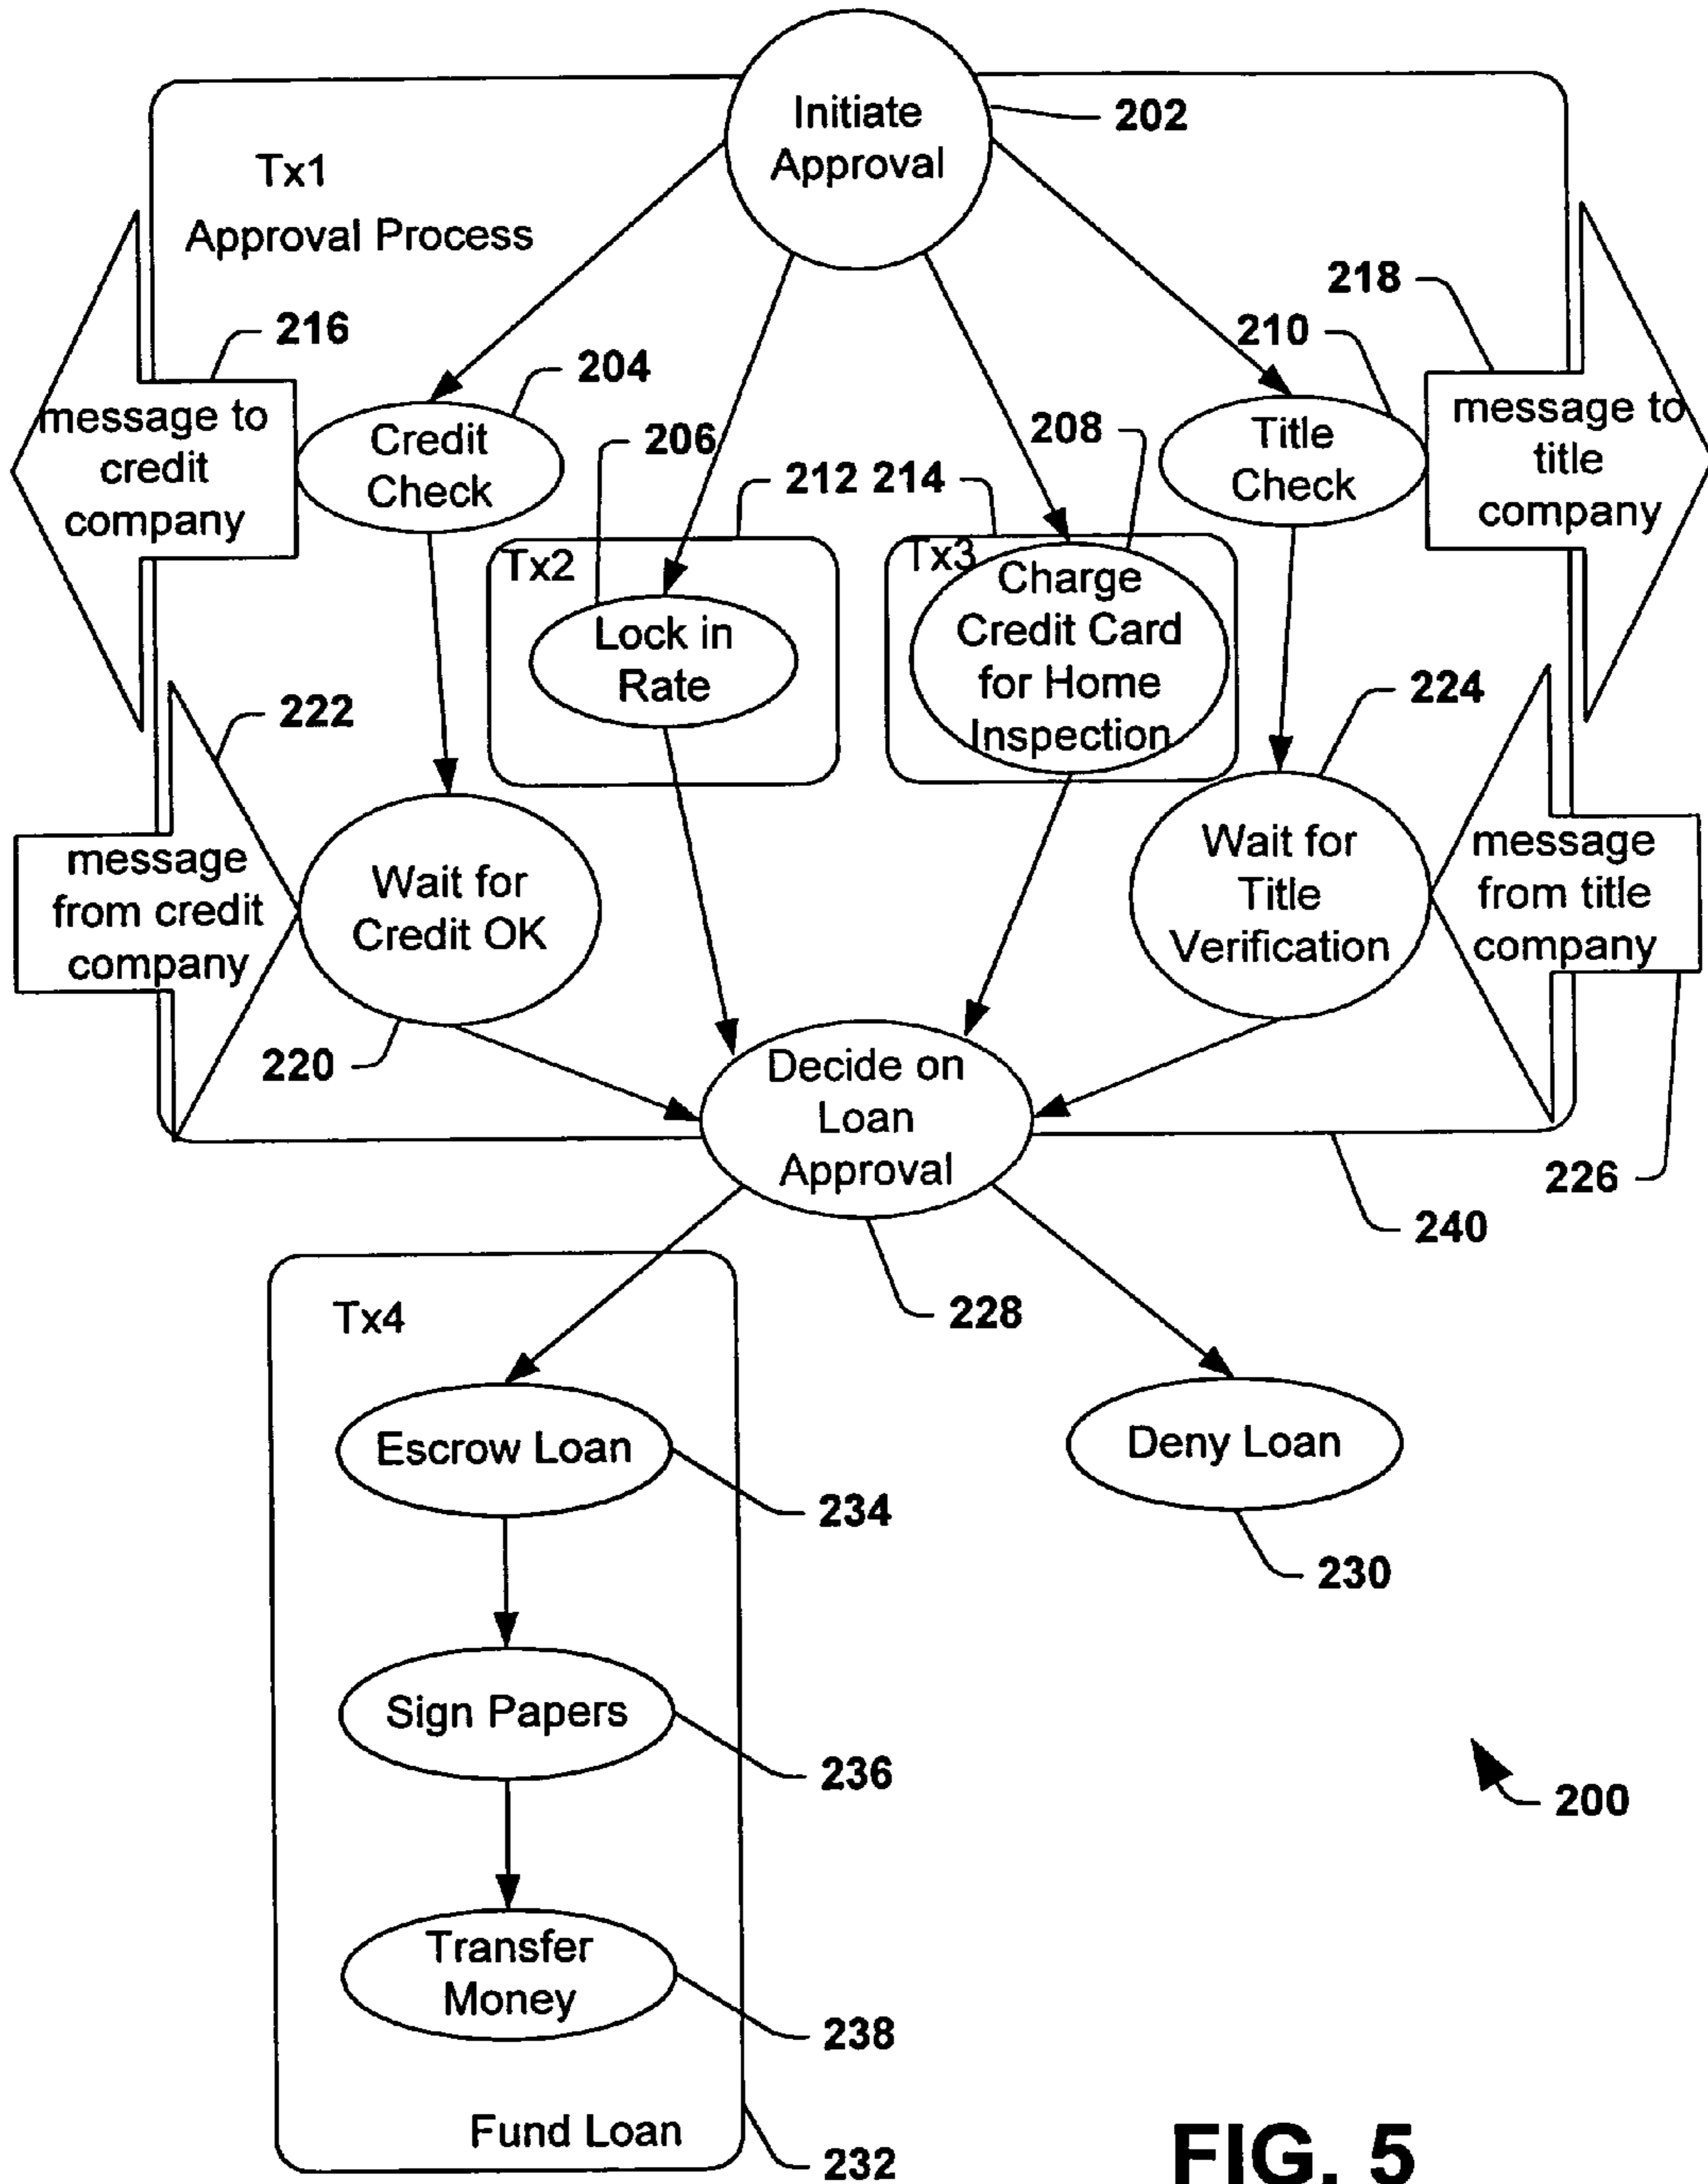 Initiate
Approval
202
Tx1
Approval Process
218
216
210
204
message to
credit
company
Credit
Check
206
208
Title
Check
message to
title
company
212
214
Tx2
Lock in
Rate
Tx3
Charge
Credit Card
for Home
Inspection
222
224
message
from credit
company
Wait for
Credit OK
Wait for
Title
Verification
message
from title
company
220
Decide on
Loan
Approval
226
240
228
Tx4
Escrow Loan
234
Deny Loan
230
Sign Papers
236
200
Transfer
Money
238
Fund Loan
232
FIG. 5